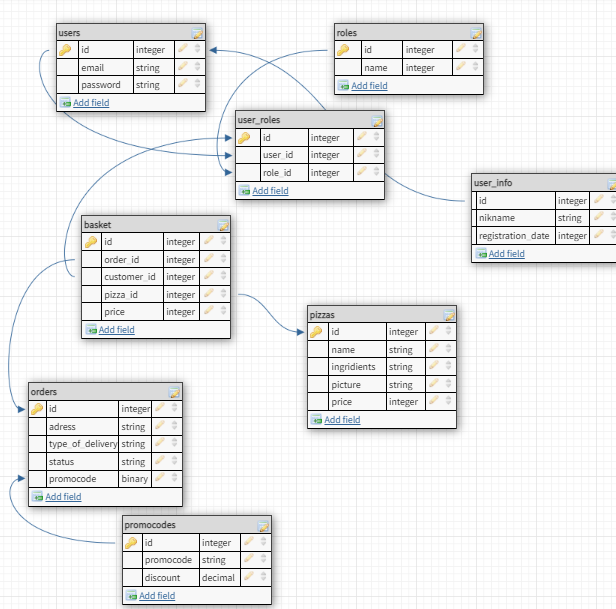 users
id integer
email string
password string
Add field
roles
id integer
name integer
Add field
user_roles
id integer
user_id integer
role_id integer
Add field
user_info
id integer
nikname string
registration_date integer
Add field
basket
id integer
order_id integer
customer_id integer
pizza_id integer
price integer
Add field
pizzas
id integer
name string
ingridients string
picture string
price integer
Add field
orders
id integer
adress string
type_of_delivery string
status string
promocode binary
Add field
promocodes
id integer
promocode string
discount decimal
Add field